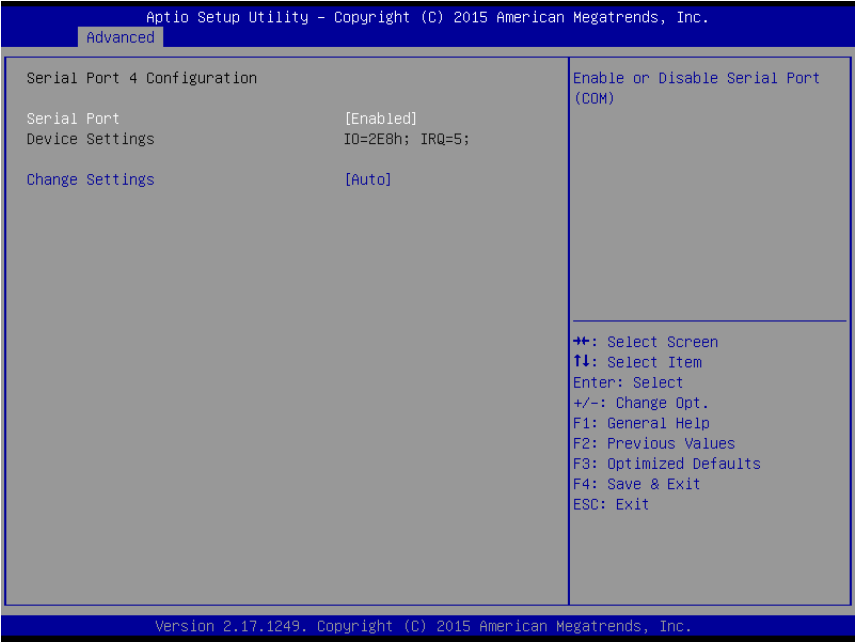 Aptio Setup Utility – Copyright (C) 2015 American Megatrends, Inc.
Advanced
Serial Port 4 Configuration
Serial Port [Enabled]
Device Settings IO=2E8h; IRQ=5;
Change Settings [Auto]
Enable or Disable Serial Port
(COM)
→←: Select Screen
↑↓: Select Item
Enter: Select
+/-: Change Opt.
F1: General Help
F2: Previous Values
F3: Optimized Defaults
F4: Save & Exit
ESC: Exit
Version 2.17.1249. Copyright (C) 2015 American Megatrends, Inc.